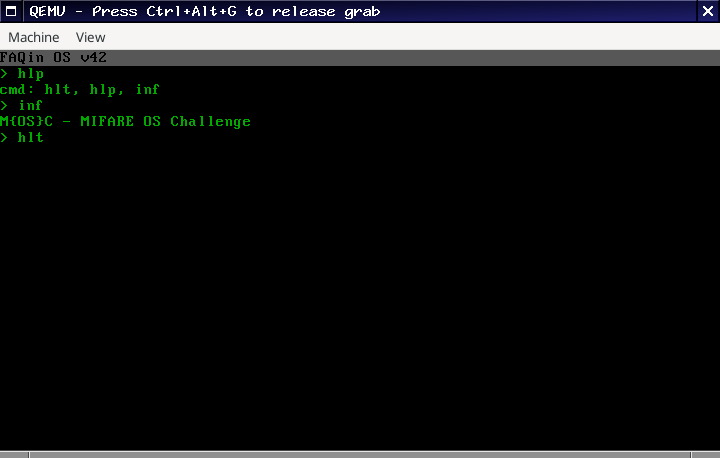 QEMU - Press Ctrl+Alt+G to release grab
Machine View
FAQin OS v42
> hlp
cmd: hlt, hlp, inf
> inf
M{OS}C - MIFARE OS Challenge
> hlt